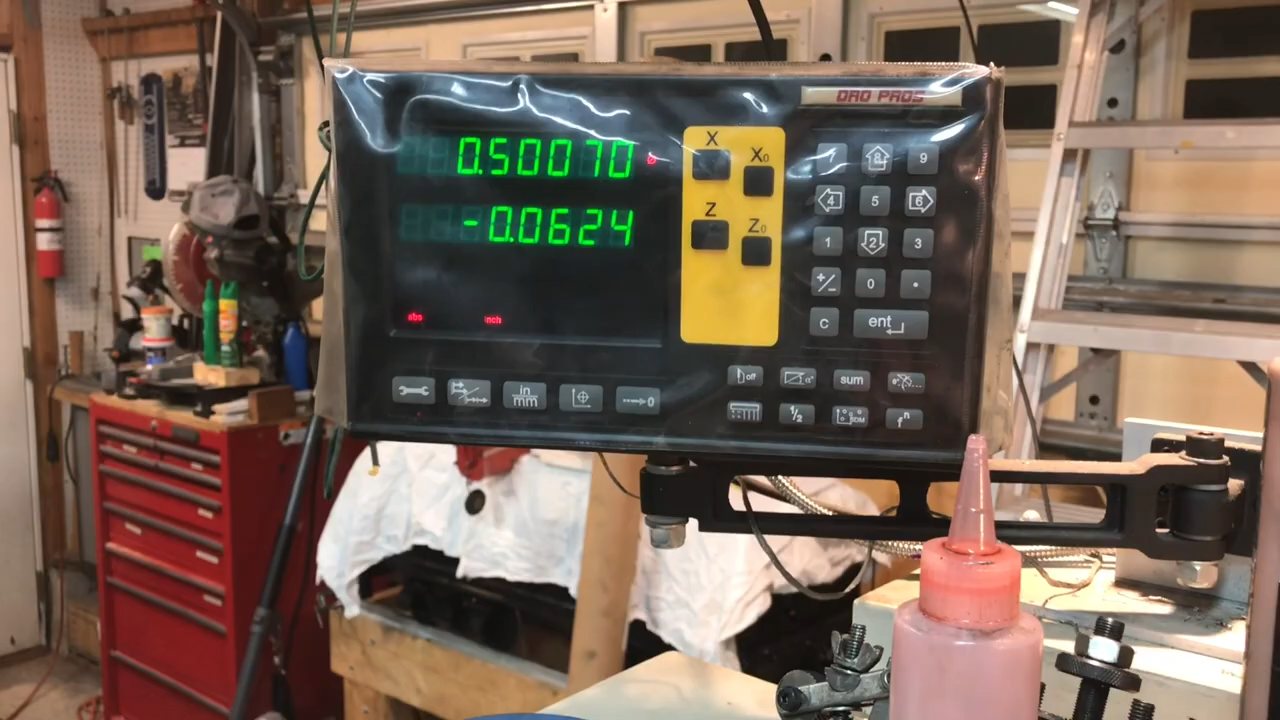 DRO PROS
0.50070 ø
-0.0624
abs inch
X
X0
Z
Z0
7 8 9
4 5 6
1 2 3
+/- 0 .
C ent
in
mm
→0
off
α°
sum
1/2
BDM
fn